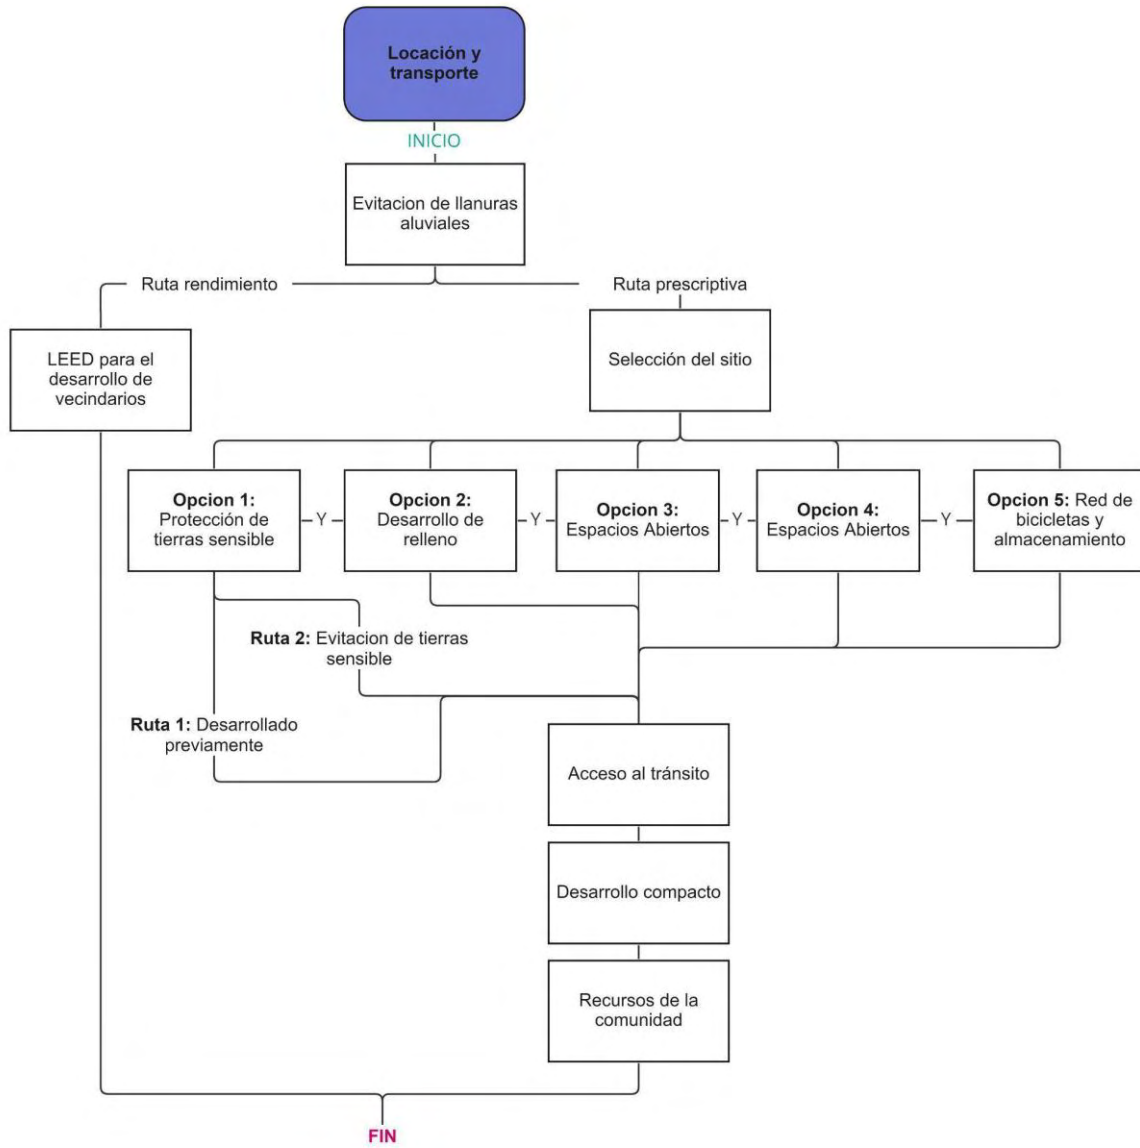 Locación y
transporte
INICIO
Evitacion de llanuras
aluviales
Ruta rendimiento
Ruta prescriptiva
LEED para el
desarrollo de
vecindarios
Selección del sitio
Opcion 1:
Protección de
tierras sensible
Y
Opcion 2:
Desarrollo de
relleno
Y
Opcion 3:
Espacios Abiertos
Y
Opcion 4:
Espacios Abiertos
Y
Opcion 5: Red de
bicicletas y
almacenamiento
Ruta 2: Evitacion de tierras
sensible
Ruta 1: Desarrollado
previamente
Acceso al tránsito
Desarrollo compacto
Recursos de la
comunidad
FIN